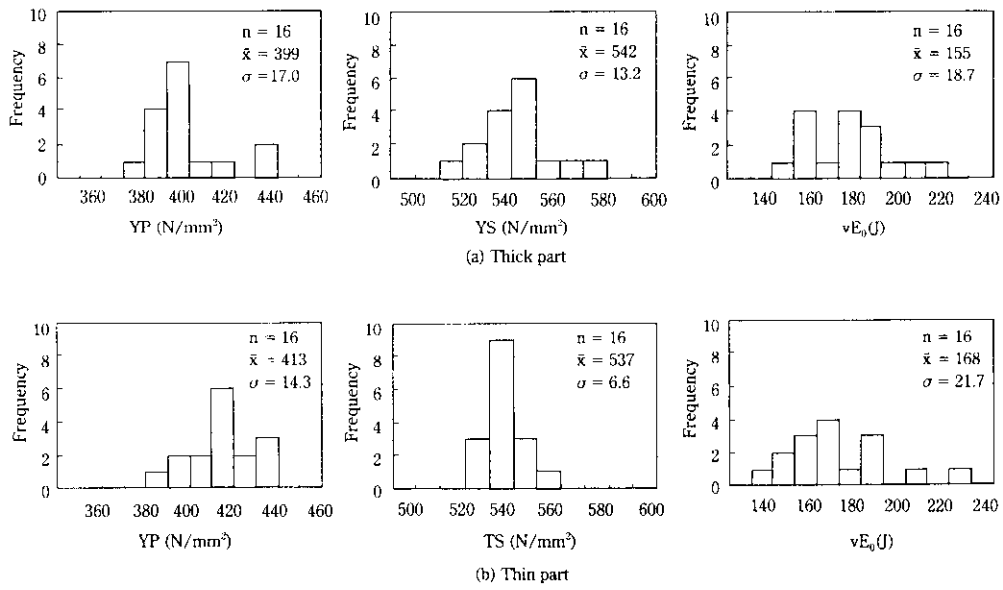 10
8
6
4
2
0
Frequency
n = 16
x̄ = 399
σ = 17.0
360 380 400 420 440 460
YP (N/mm²)
10
8
6
4
2
0
Frequency
n = 16
x̄ = 542
σ = 13.2
500 520 540 560 580 600
YS (N/mm²)
10
8
6
4
2
0
Frequency
n = 16
x̄ = 155
σ = 18.7
140 160 180 200 220 240
vE₀(J)
(a) Thick part
10
8
6
4
2
0
Frequency
n = 16
x̄ = 413
σ = 14.3
360 380 400 420 440 460
YP (N/mm²)
10
8
6
4
2
0
Frequency
n = 16
x̄ = 537
σ = 6.6
500 520 540 560 580 600
TS (N/mm²)
10
8
6
4
2
0
Frequency
n = 16
x̄ = 168
σ = 21.7
140 160 180 200 220 240
vE₀(J)
(b) Thin part